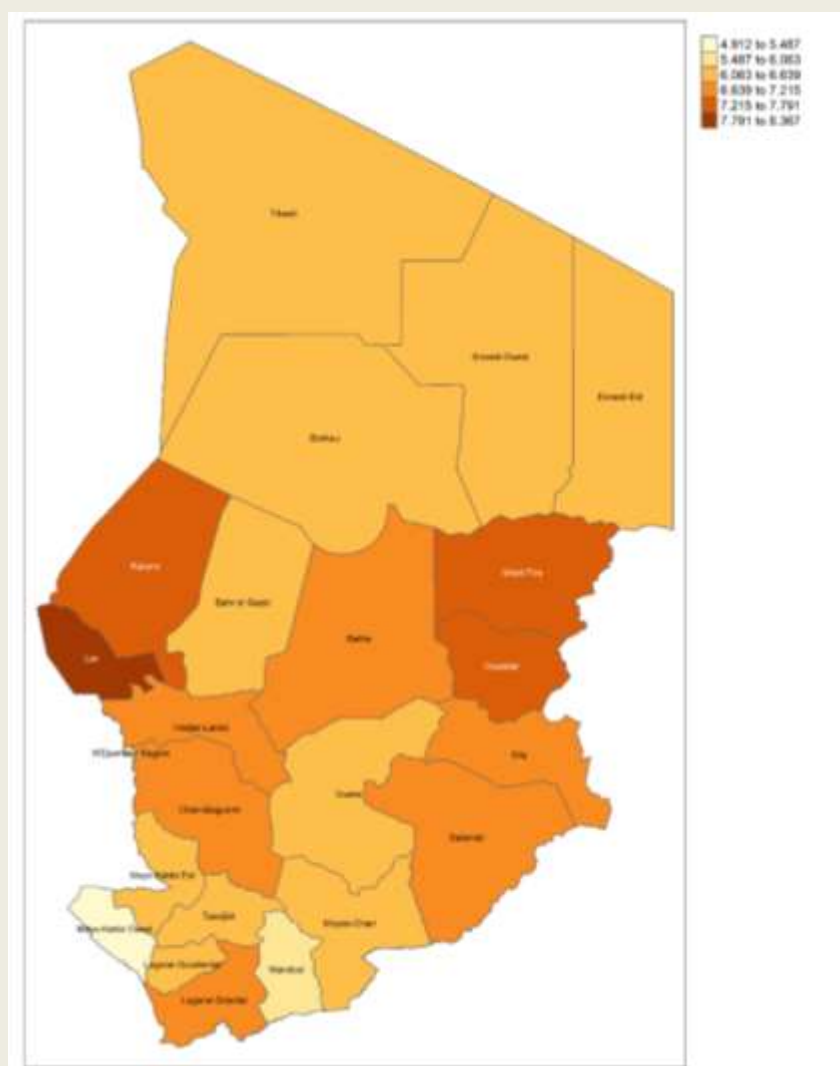 4.912 to 5.487
5.487 to 6.063
6.063 to 6.639
6.639 to 7.215
7.215 to 7.791
7.791 to 8.367
Tibesti
Ennedi Ouest
Ennedi Est
Borkou
Kanem
Wadi Fira
Bahr el Gazel
Batha
Lac
Ouaddaï
Hadjer-Lamis
Sila
Guéra
Chari-Baguirmi
Salamat
Mayo-Kebbi Est
Tandjilé
Moyen-Chari
Mayo-Kebbi Ouest
Logone Occidental
Mandoul
Logone Oriental